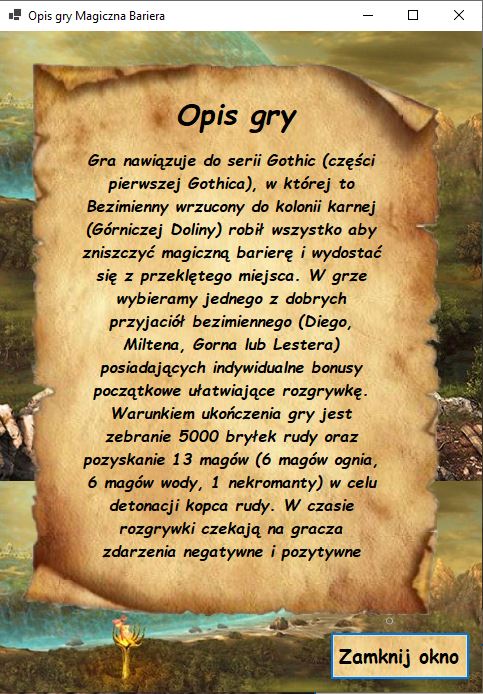 Opis gry Magiczna Bariera
Opis gry
Gra nawiązuje do serii Gothic (części
pierwszej Gothica), w której to
Bezimienny wrzucony do kolonii karnej
(Górniczej Doliny) robił wszystko aby
zniszczyć magiczną barierę i wydostać
się z przeklętego miejsca. W grze
wybieramy jednego z dobrych
przyjaciół bezimiennego (Diego,
Miltena, Gorna lub Lestera)
posiadających indywidualne bonusy
początkowe ułatwiające rozgrywkę.
Warunkiem ukończenia gry jest
zebranie 5000 bryłek rudy oraz
pozyskanie 13 magów (6 magów ognia,
6 magów wody, 1 nekromanty) w celu
detonacji kopca rudy. W czasie
rozgrywki czekają na gracza
zdarzenia negatywne i pozytywne
Zamknij okno